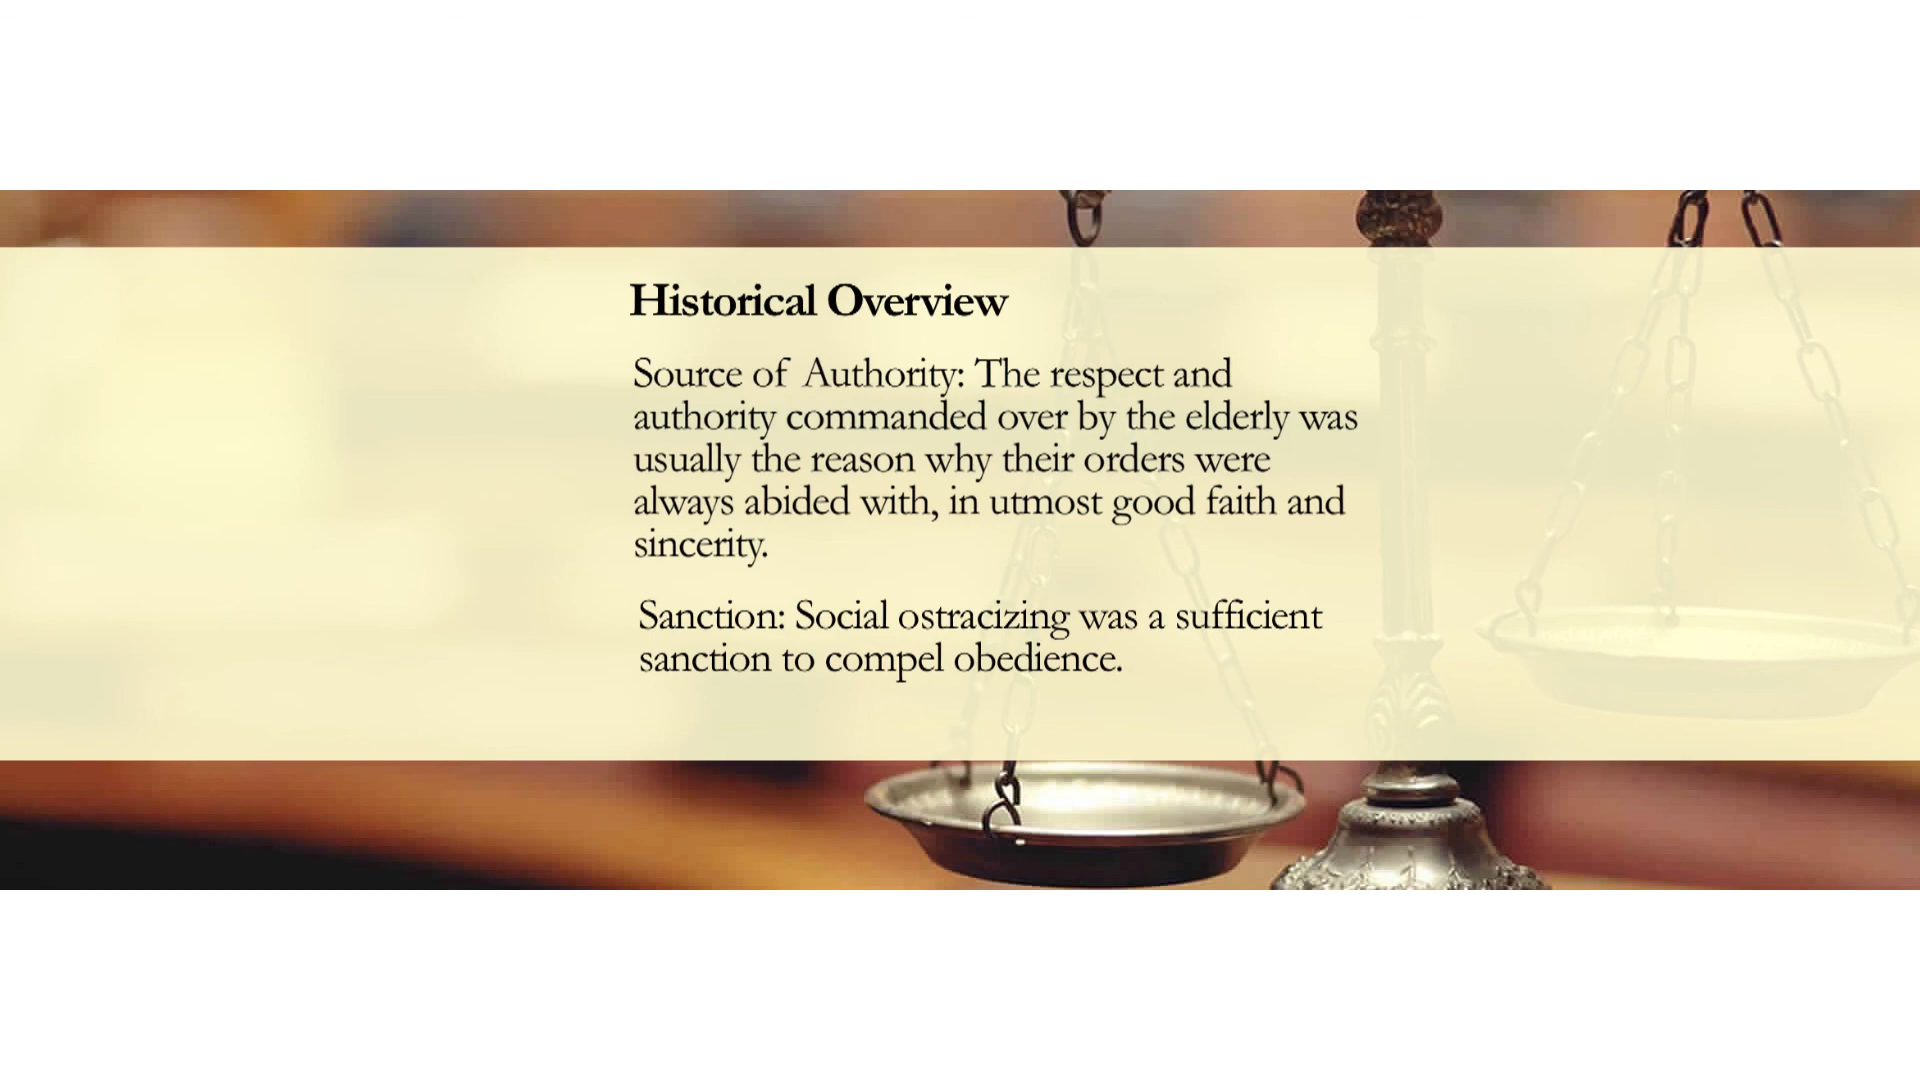 Historical Overview
Source of Authority: The respect and
authority commanded over by the elderly was
usually the reason why their orders were
always abided with, in utmost good faith and
sincerity.
Sanction: Social ostracizing was a sufficient
sanction to compel obedience.